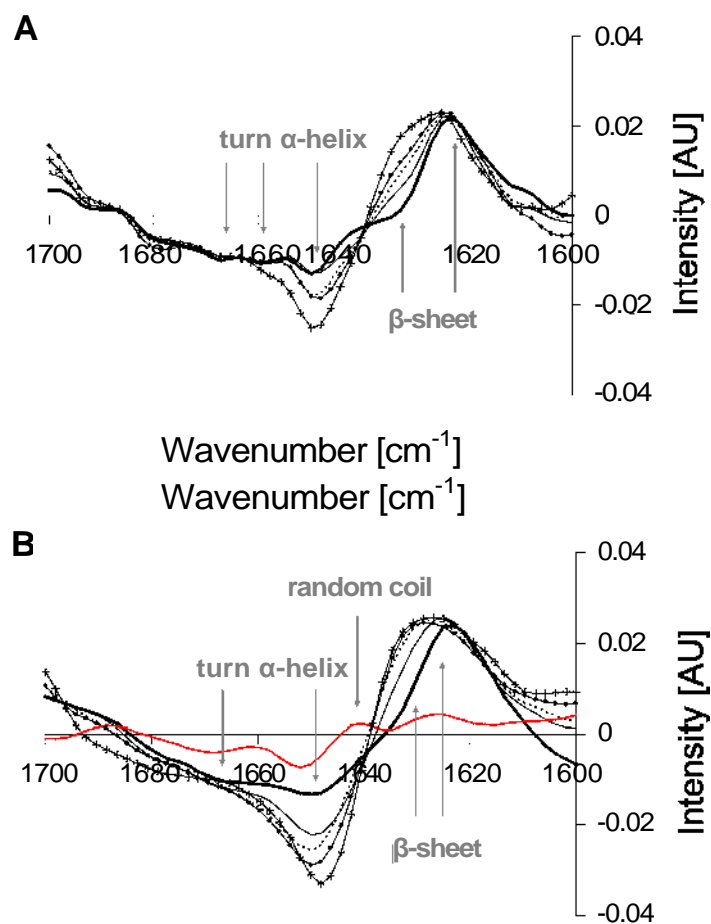 A
0.04
0.02
0
-0.02
-0.04
Intensity [AU]
turn α-helix
β-sheet
1700 1680 1660 1640 1620 1600
Wavenumber [cm-1]
Wavenumber [cm-1]
B
0.04
0.02
0
-0.02
-0.04
Intensity [AU]
random coil
turn α-helix
β-sheet
1700 1680 1660 1640 1620 1600